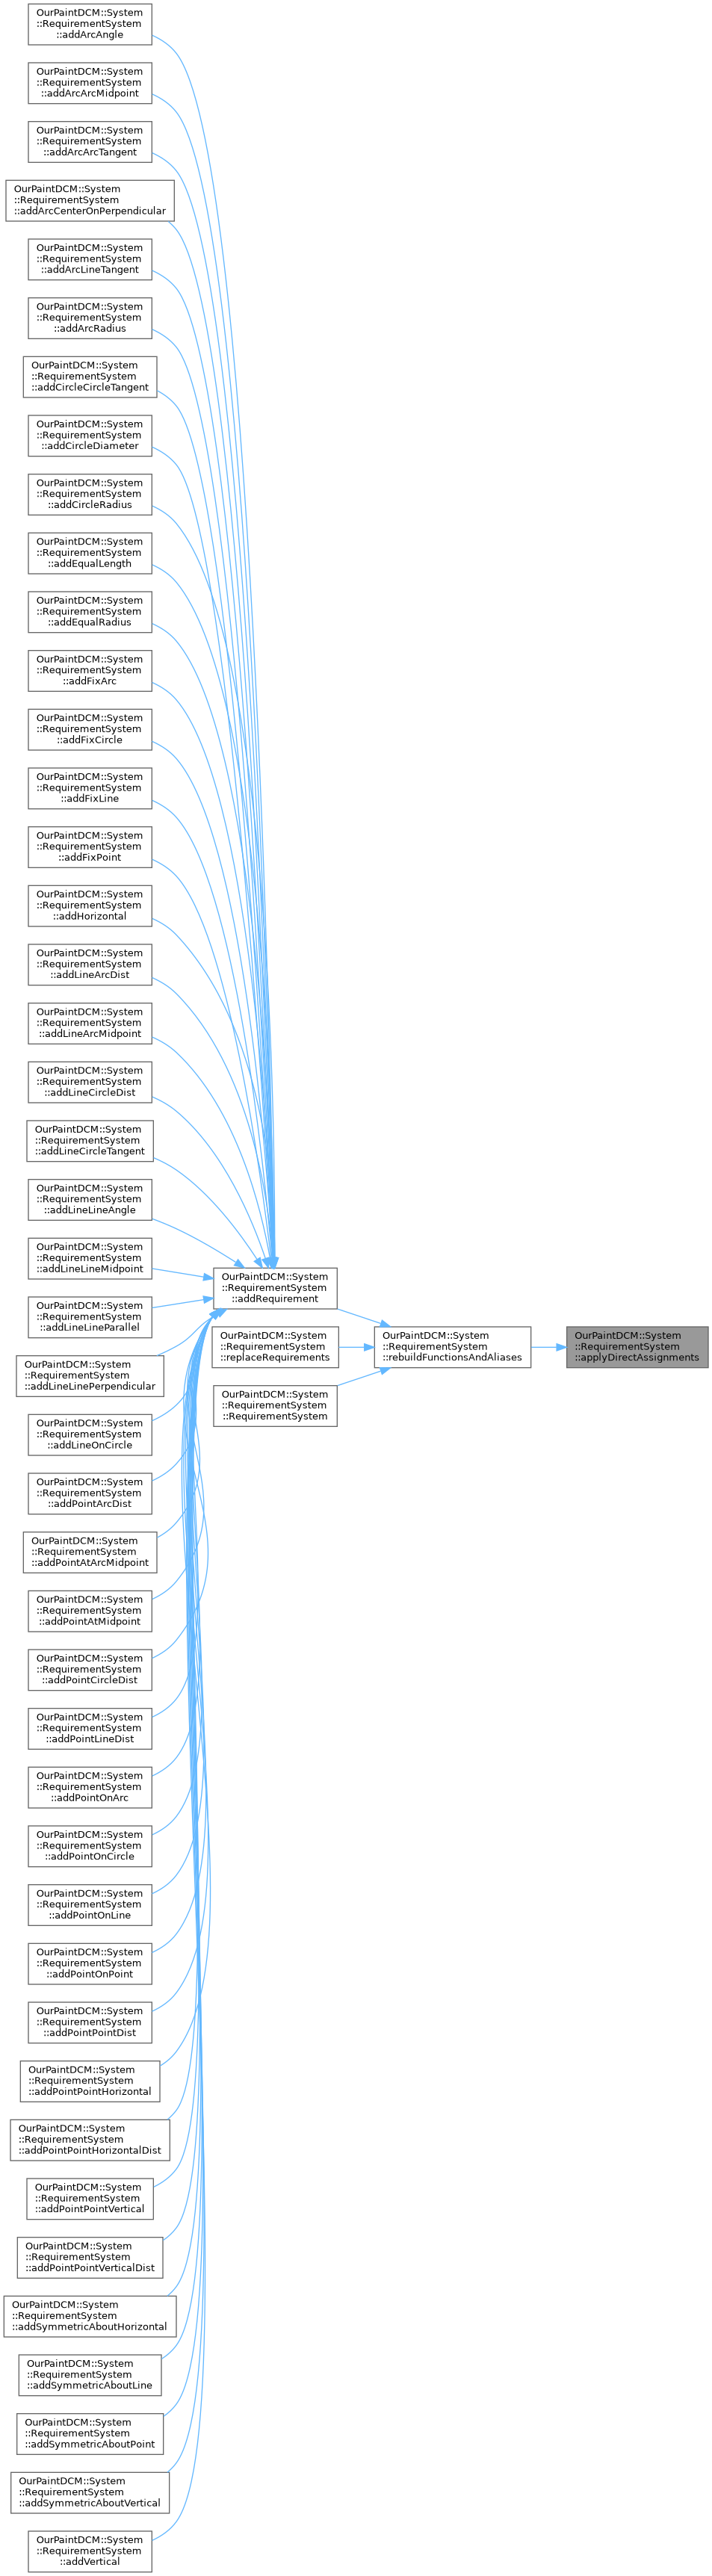 OurPaintDCM::System
::RequirementSystem
::addArcAngle
OurPaintDCM::System
::RequirementSystem
::addArcArcMidpoint
OurPaintDCM::System
::RequirementSystem
::addArcArcTangent
OurPaintDCM::System
::RequirementSystem
::addArcCenterOnPerpendicular
OurPaintDCM::System
::RequirementSystem
::addArcLineTangent
OurPaintDCM::System
::RequirementSystem
::addArcRadius
OurPaintDCM::System
::RequirementSystem
::addCircleCircleTangent
OurPaintDCM::System
::RequirementSystem
::addCircleDiameter
OurPaintDCM::System
::RequirementSystem
::addCircleRadius
OurPaintDCM::System
::RequirementSystem
::addEqualLength
OurPaintDCM::System
::RequirementSystem
::addEqualRadius
OurPaintDCM::System
::RequirementSystem
::addFixArc
OurPaintDCM::System
::RequirementSystem
::addFixCircle
OurPaintDCM::System
::RequirementSystem
::addFixLine
OurPaintDCM::System
::RequirementSystem
::addFixPoint
OurPaintDCM::System
::RequirementSystem
::addHorizontal
OurPaintDCM::System
::RequirementSystem
::addLineArcDist
OurPaintDCM::System
::RequirementSystem
::addLineArcMidpoint
OurPaintDCM::System
::RequirementSystem
::addLineCircleDist
OurPaintDCM::System
::RequirementSystem
::addLineCircleTangent
OurPaintDCM::System
::RequirementSystem
::addLineLineAngle
OurPaintDCM::System
::RequirementSystem
::addLineLineMidpoint
OurPaintDCM::System
::RequirementSystem
::addLineLineParallel
OurPaintDCM::System
::RequirementSystem
::addLineLinePerpendicular
OurPaintDCM::System
::RequirementSystem
::addLineOnCircle
OurPaintDCM::System
::RequirementSystem
::addPointArcDist
OurPaintDCM::System
::RequirementSystem
::addPointAtArcMidpoint
OurPaintDCM::System
::RequirementSystem
::addPointAtMidpoint
OurPaintDCM::System
::RequirementSystem
::addPointCircleDist
OurPaintDCM::System
::RequirementSystem
::addPointLineDist
OurPaintDCM::System
::RequirementSystem
::addPointOnArc
OurPaintDCM::System
::RequirementSystem
::addPointOnCircle
OurPaintDCM::System
::RequirementSystem
::addPointOnLine
OurPaintDCM::System
::RequirementSystem
::addPointOnPoint
OurPaintDCM::System
::RequirementSystem
::addPointPointDist
OurPaintDCM::System
::RequirementSystem
::addPointPointHorizontal
OurPaintDCM::System
::RequirementSystem
::addPointPointHorizontalDist
OurPaintDCM::System
::RequirementSystem
::addPointPointVertical
OurPaintDCM::System
::RequirementSystem
::addPointPointVerticalDist
OurPaintDCM::System
::RequirementSystem
::addSymmetricAboutHorizontal
OurPaintDCM::System
::RequirementSystem
::addSymmetricAboutLine
OurPaintDCM::System
::RequirementSystem
::addSymmetricAboutPoint
OurPaintDCM::System
::RequirementSystem
::addSymmetricAboutVertical
OurPaintDCM::System
::RequirementSystem
::addVertical
OurPaintDCM::System
::RequirementSystem
::addRequirement
OurPaintDCM::System
::RequirementSystem
::replaceRequirements
OurPaintDCM::System
::RequirementSystem
::RequirementSystem
OurPaintDCM::System
::RequirementSystem
::rebuildFunctionsAndAliases
OurPaintDCM::System
::RequirementSystem
::applyDirectAssignments